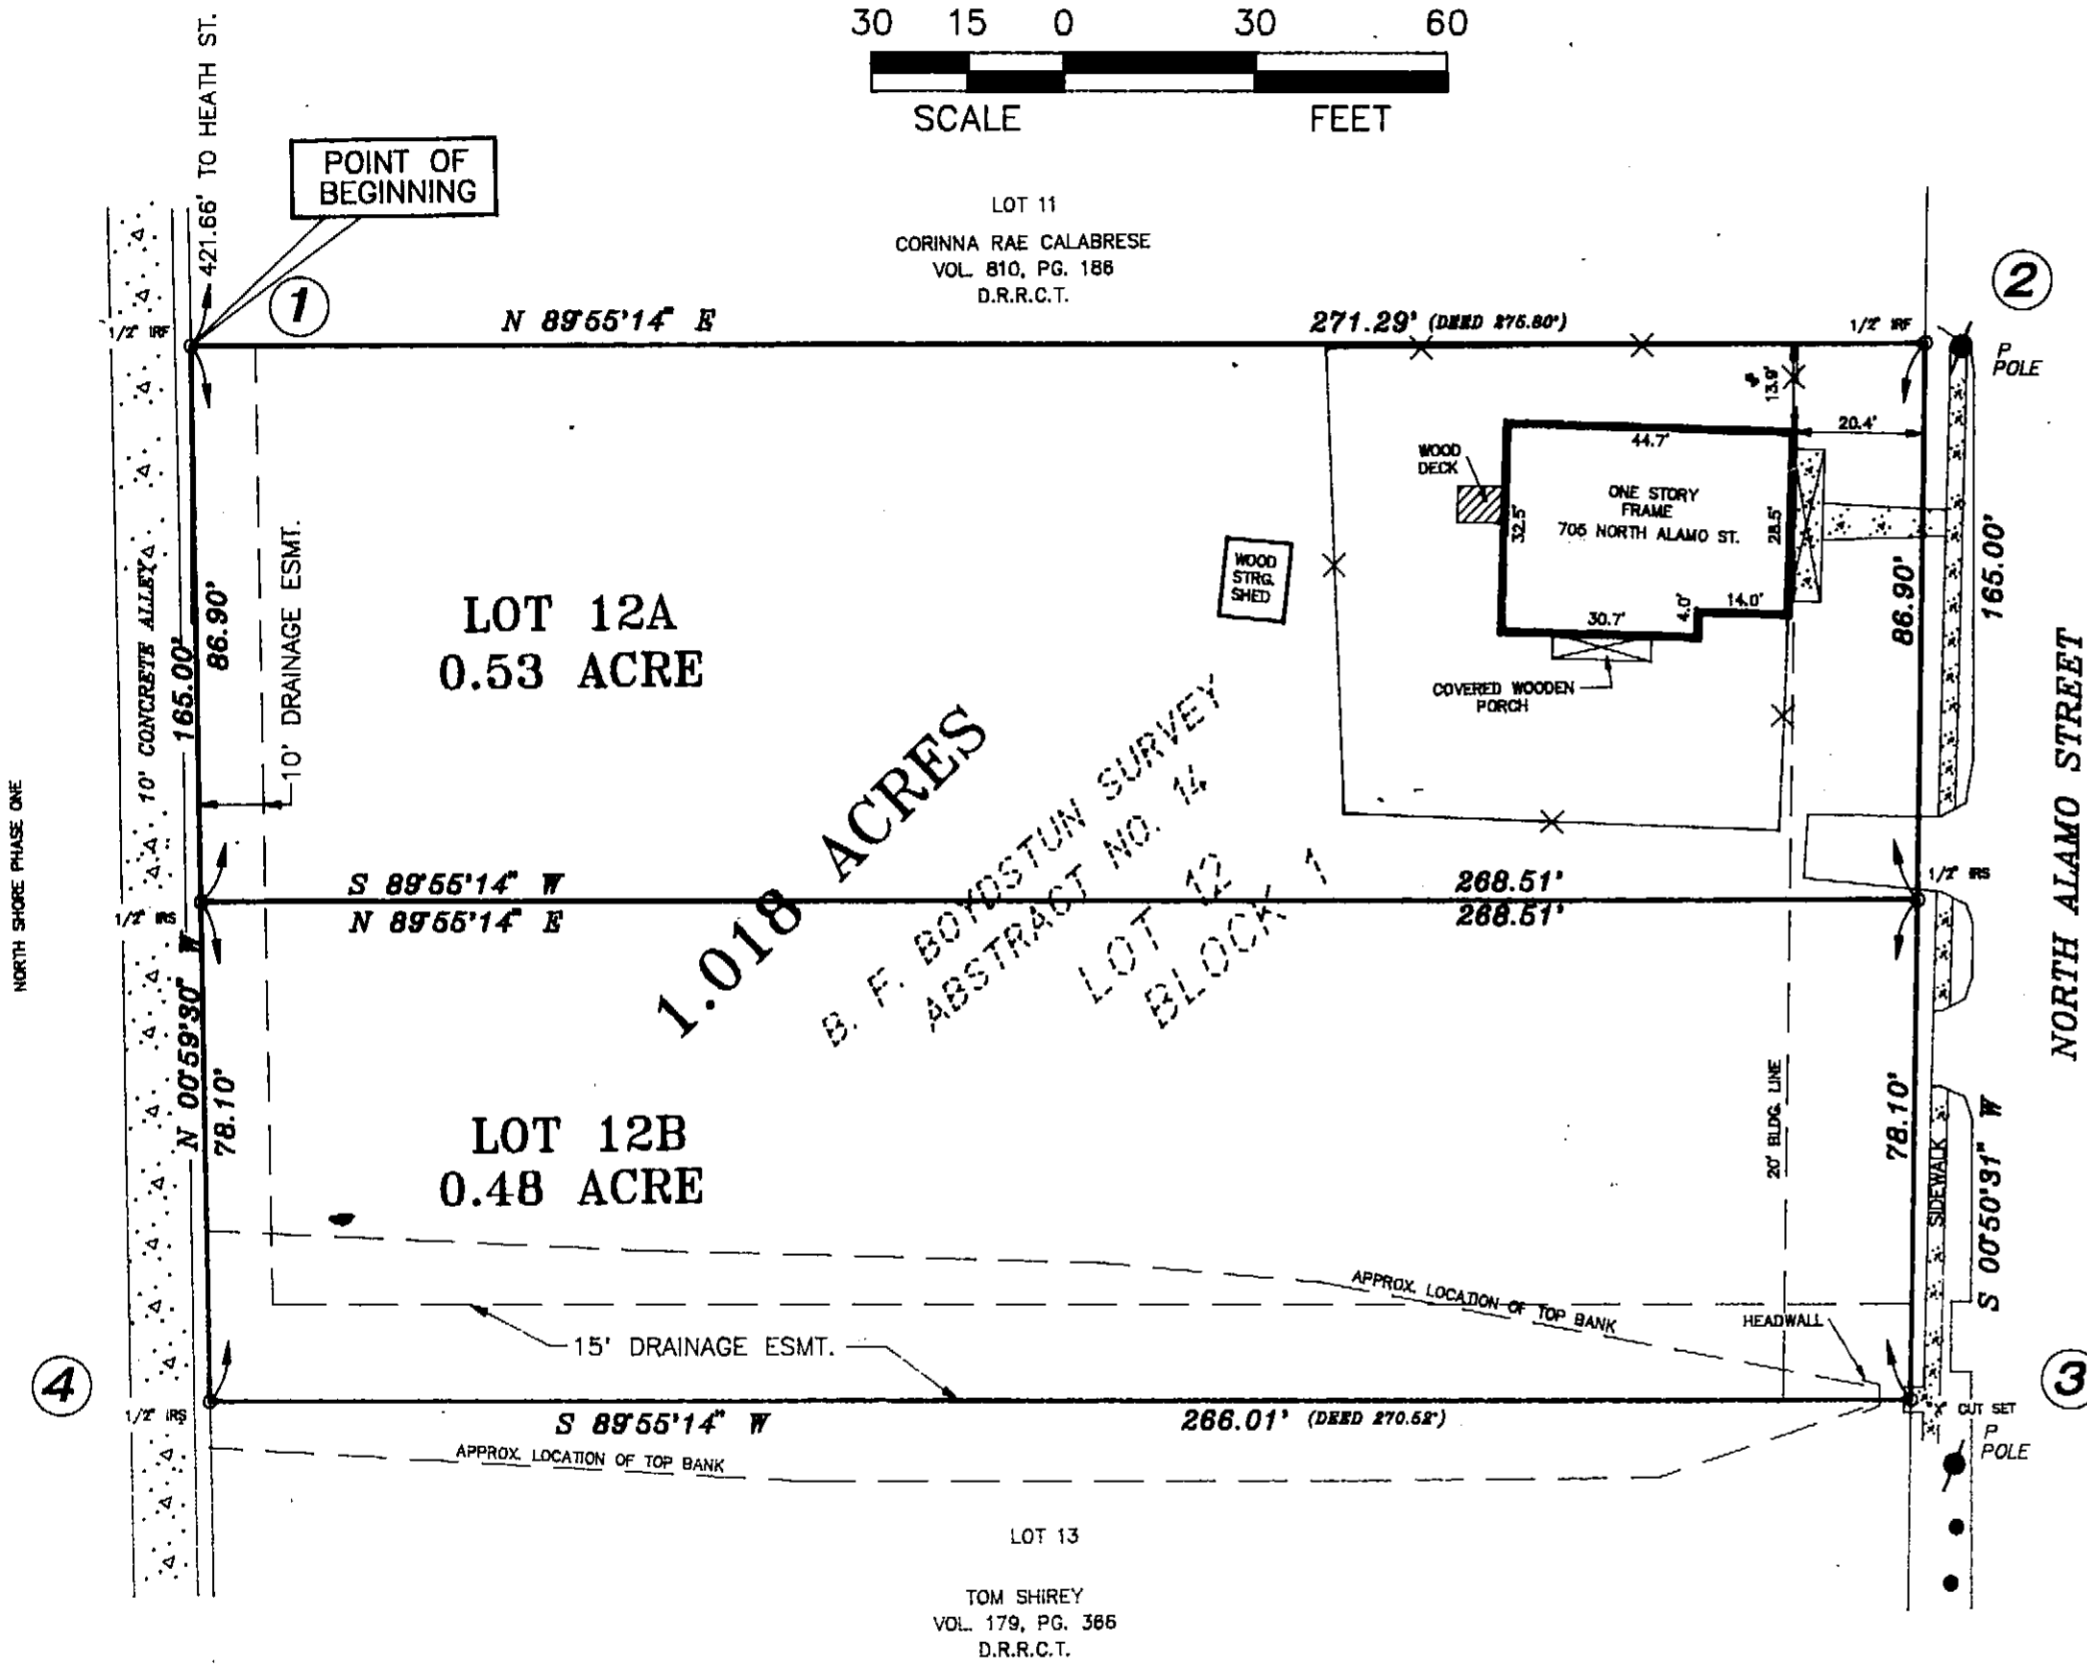 30 15 0 30 60
SCALE FEET
421.66' TO HEATH ST.
POINT OF
BEGINNING
LOT 11
CORINNA RAE CALABRESE
VOL. 810, PG. 186
D.R.R.C.T.
1
2
1/2" IRF
N 89°55'14" E
271.29' (DEED 275.80')
1/2" IRF
P
POLE
13.9'
20.4'
44.7'
WOOD
DECK
ONE STORY
FRAME
705 NORTH ALAMO ST.
32.5'
28.5'
WOOD
STRG.
SHED
30.7'
4.0'
14.0'
COVERED WOODEN
PORCH
165.00'
86.90'
NORTH ALAMO STREET
10' CONCRETE ALLEY
165.00'
86.90'
10' DRAINAGE ESMT.
LOT 12A
0.53 ACRE
NORTH SHORE PHASE ONE
1.018 ACRES
B. F. BOYDSTUN SURVEY
ABSTRACT NO. 14
LOT 12
BLOCK 1
S 89°55'14" W
268.51'
1/2" IRS
N 89°55'14" E
268.51'
1/2" IRS
N 00°59'30" W
78.10'
LOT 12B
0.48 ACRE
20' BLDG. LINE
78.10'
SIDEWALK
S 00°50'31" W
APPROX. LOCATION OF TOP BANK
HEADWALL
15' DRAINAGE ESMT.
4
3
1/2" IRS
S 89°55'14" W
266.01' (DEED 270.52')
"X" CUT SET
P
POLE
APPROX. LOCATION OF TOP BANK
LOT 13
TOM SHIREY
VOL. 179, PG. 366
D.R.R.C.T.